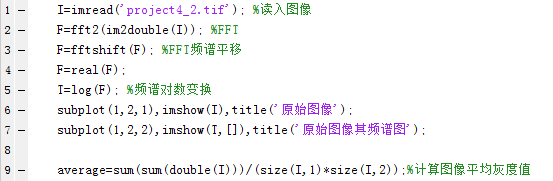 1 — I=imread('project4_2.tif'); %读入图像
2 — F=fft2(im2double(I)); %FFT
3 — F=fftshift(F); %FFT频谱平移
4 — F=real(F);
5 — T=log(F); %频谱对数变换
6 — subplot(1,2,1),imshow(I),title('原始图像');
7 — subplot(1,2,2),imshow(T,[]),title('原始图像其频谱图');
8
9 — average=sum(sum(double(I)))/(size(I,1)*size(I,2));%计算图像平均灰度值